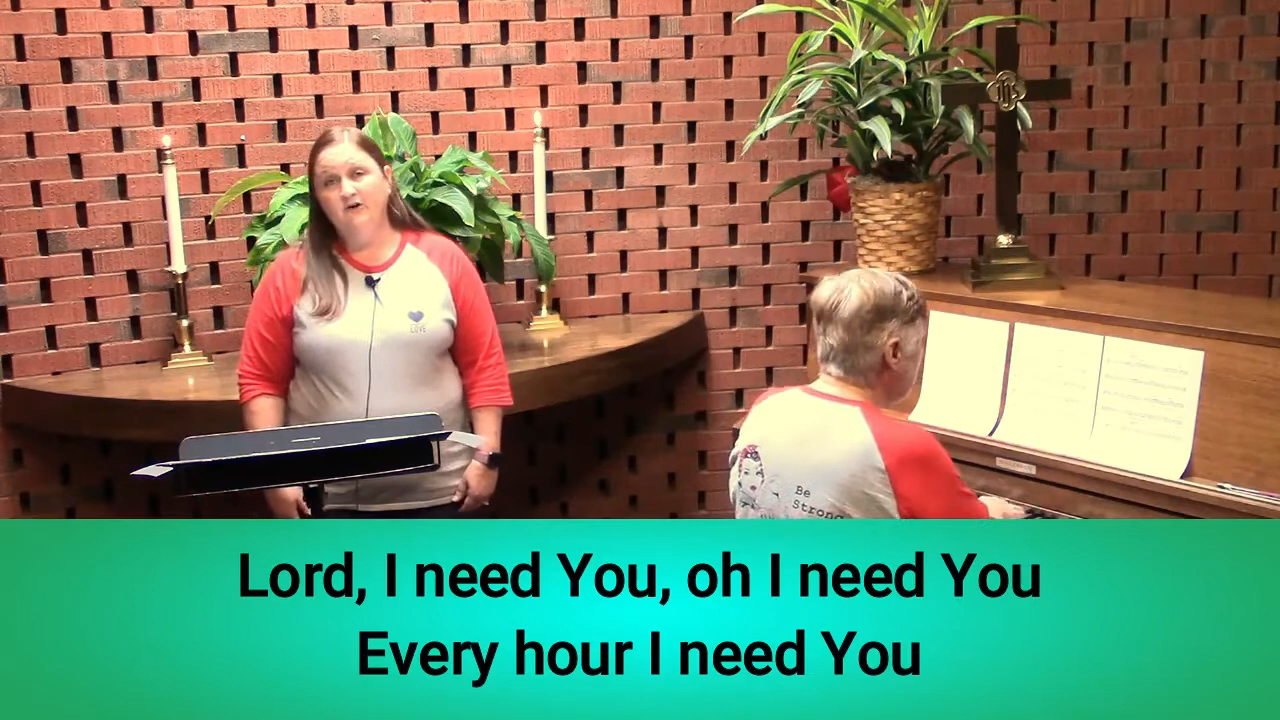 LOVE
Be
Strong
Lord, I need You, oh I need You
Every hour I need You